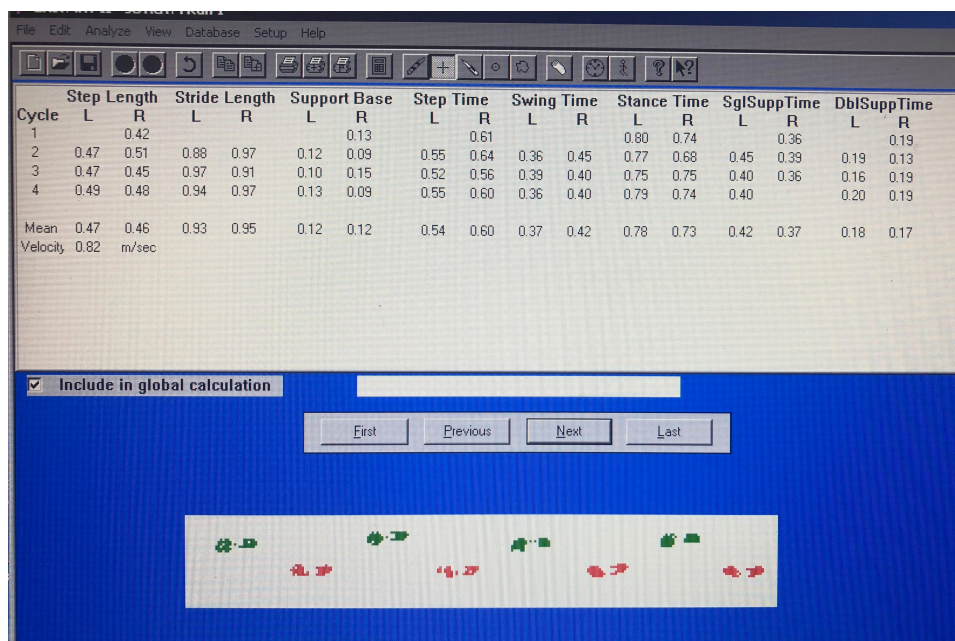 File Edit Analyze View Database Setup Help
Step Length Stride Length Support Base Step Time Swing Time Stance Time SglSuppTime DblSuppTime
Cycle L R L R L R L R L R L R L R L R
1 0.42 0.13 0.61 0.80 0.74 0.36 0.19
2 0.47 0.51 0.88 0.97 0.12 0.09 0.55 0.64 0.36 0.45 0.77 0.68 0.45 0.39 0.19 0.13
3 0.47 0.45 0.97 0.91 0.10 0.15 0.52 0.56 0.39 0.40 0.75 0.75 0.40 0.36 0.16 0.19
4 0.49 0.48 0.94 0.97 0.13 0.09 0.55 0.60 0.36 0.40 0.79 0.74 0.40 0.20 0.19
Mean 0.47 0.46 0.93 0.95 0.12 0.12 0.54 0.60 0.37 0.42 0.78 0.73 0.42 0.37 0.18 0.17
Velocity 0.82 m/sec
Include in global calculation
First Previous Next Last